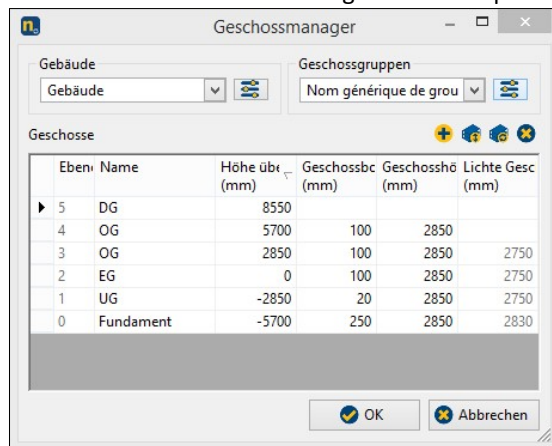 n.
Geschossmanager
Gebäude Geschossgruppen
Gebäude Nom générique de grou
Geschosse
Ebene Name Höhe übe Geschossbo Geschosshö Lichte Gesc
(mm) (mm) (mm) (mm)
5 DG 8550
4 OG 5700 100 2850
3 OG 2850 100 2850 2750
2 EG 0 100 2850 2750
1 UG -2850 20 2850 2750
0 Fundament -5700 250 2850 2830
OK Abbrechen